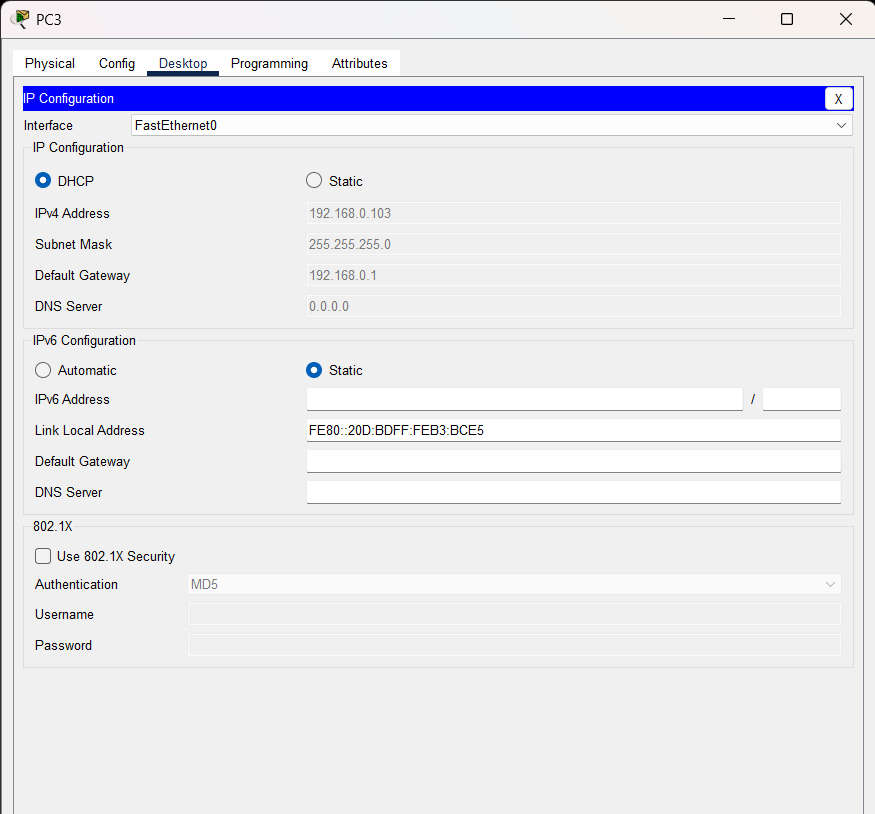 PC3
Physical Config Desktop Programming Attributes
IP Configuration X
Interface FastEthernet0
IP Configuration
DHCP Static
IPv4 Address 192.168.0.103
Subnet Mask 255.255.255.0
Default Gateway 192.168.0.1
DNS Server 0.0.0.0
IPv6 Configuration
Automatic Static
IPv6 Address /
Link Local Address FE80::20D:BDFF:FEB3:BCE5
Default Gateway
DNS Server
802.1X
Use 802.1X Security
Authentication MD5
Username
Password